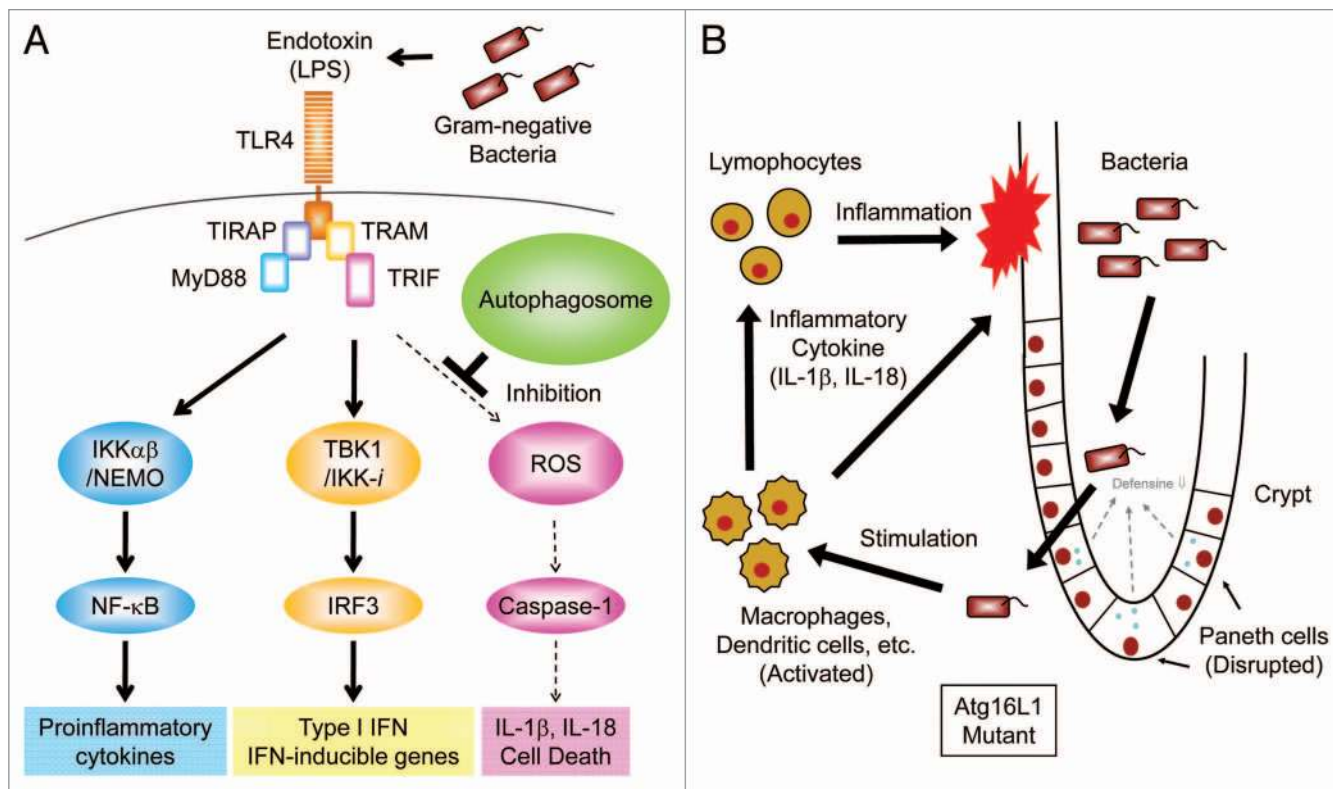 A
Endotoxin
(LPS)
Gram-negative
Bacteria
TLR4
TIRAP
TRAM
MyD88
TRIF
Autophagosome
Inhibition
IKKαβ
/NEMO
TBK1
/IKK-i
ROS
NF-κB
IRF3
Caspase-1
Proinflammatory
cytokines
Type I IFN
IFN-inducible genes
IL-1β, IL-18
Cell Death
B
Lymophocytes
Bacteria
Inflammation
Inflammatory
Cytokine
(IL-1β, IL-18)
Defensine ⇓
Crypt
Stimulation
Macrophages,
Dendritic cells, etc.
(Activated)
Paneth cells
(Disrupted)
Atg16L1
Mutant